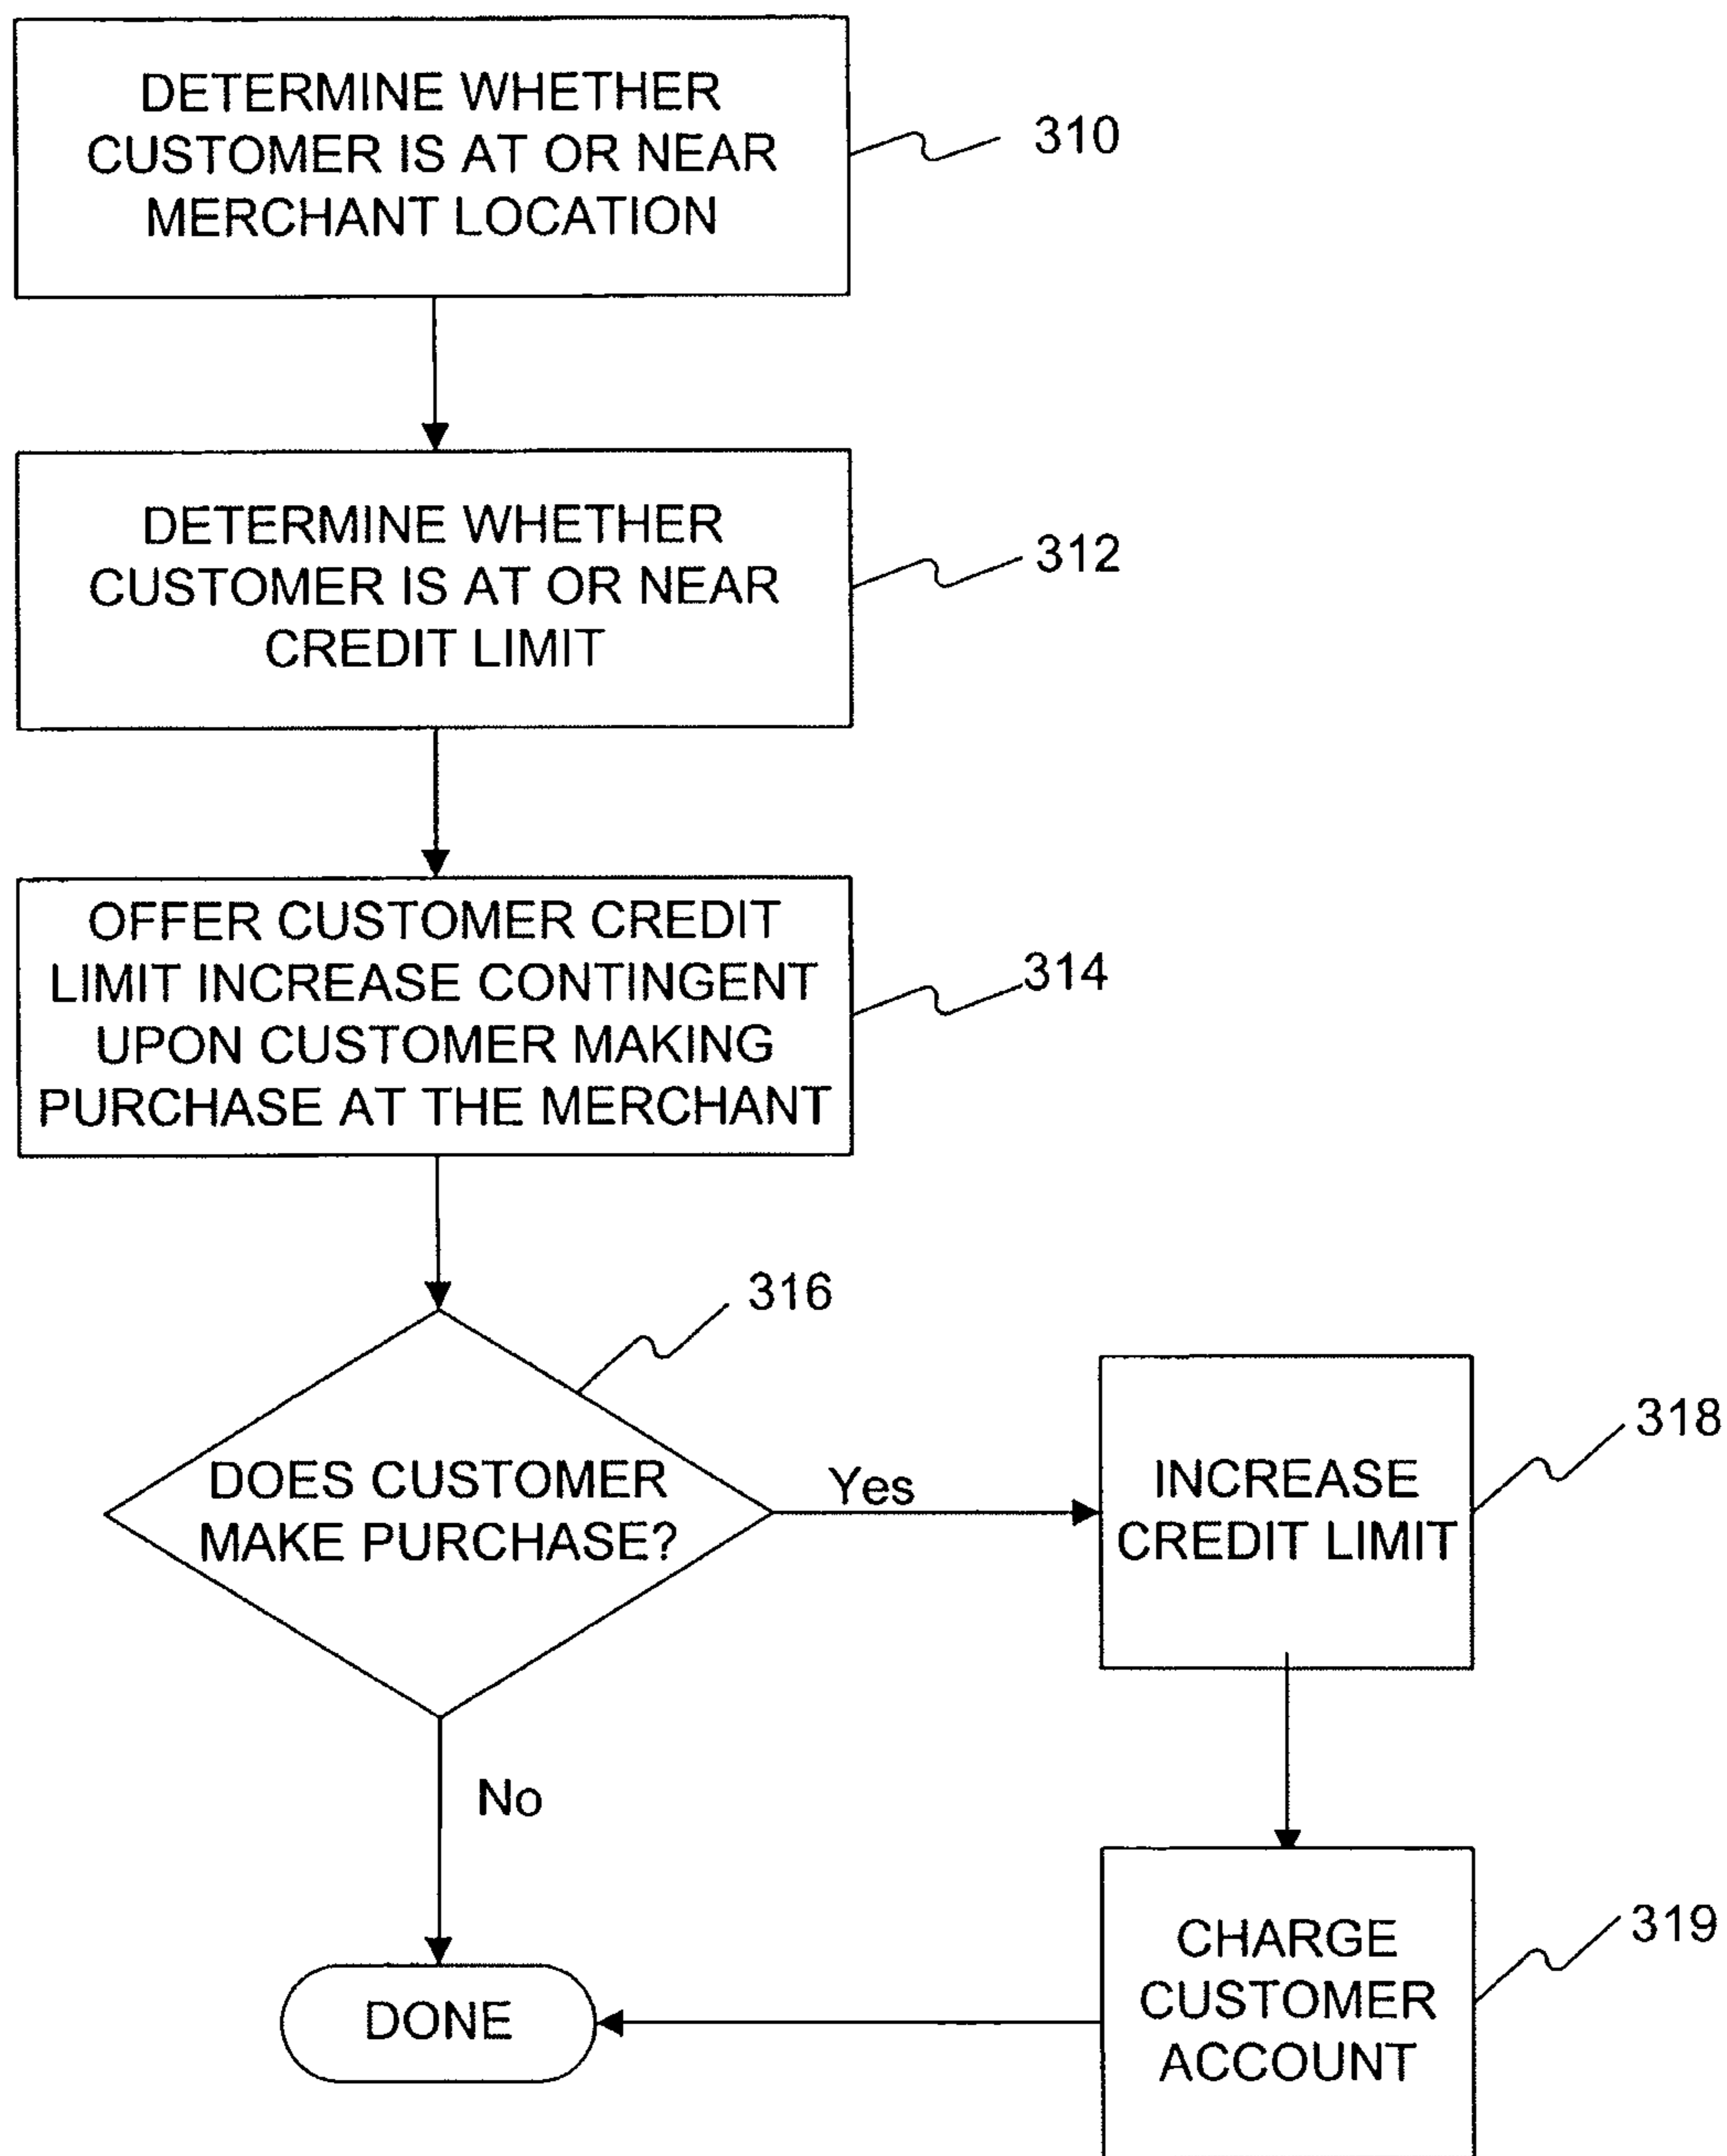 DETERMINE WHETHER
CUSTOMER IS AT OR NEAR
MERCHANT LOCATION
310
DETERMINE WHETHER
CUSTOMER IS AT OR NEAR
CREDIT LIMIT
312
OFFER CUSTOMER CREDIT
LIMIT INCREASE CONTINGENT
UPON CUSTOMER MAKING
PURCHASE AT THE MERCHANT
314
316
DOES CUSTOMER
MAKE PURCHASE?
Yes
INCREASE
CREDIT LIMIT
318
No
CHARGE
CUSTOMER
ACCOUNT
319
DONE